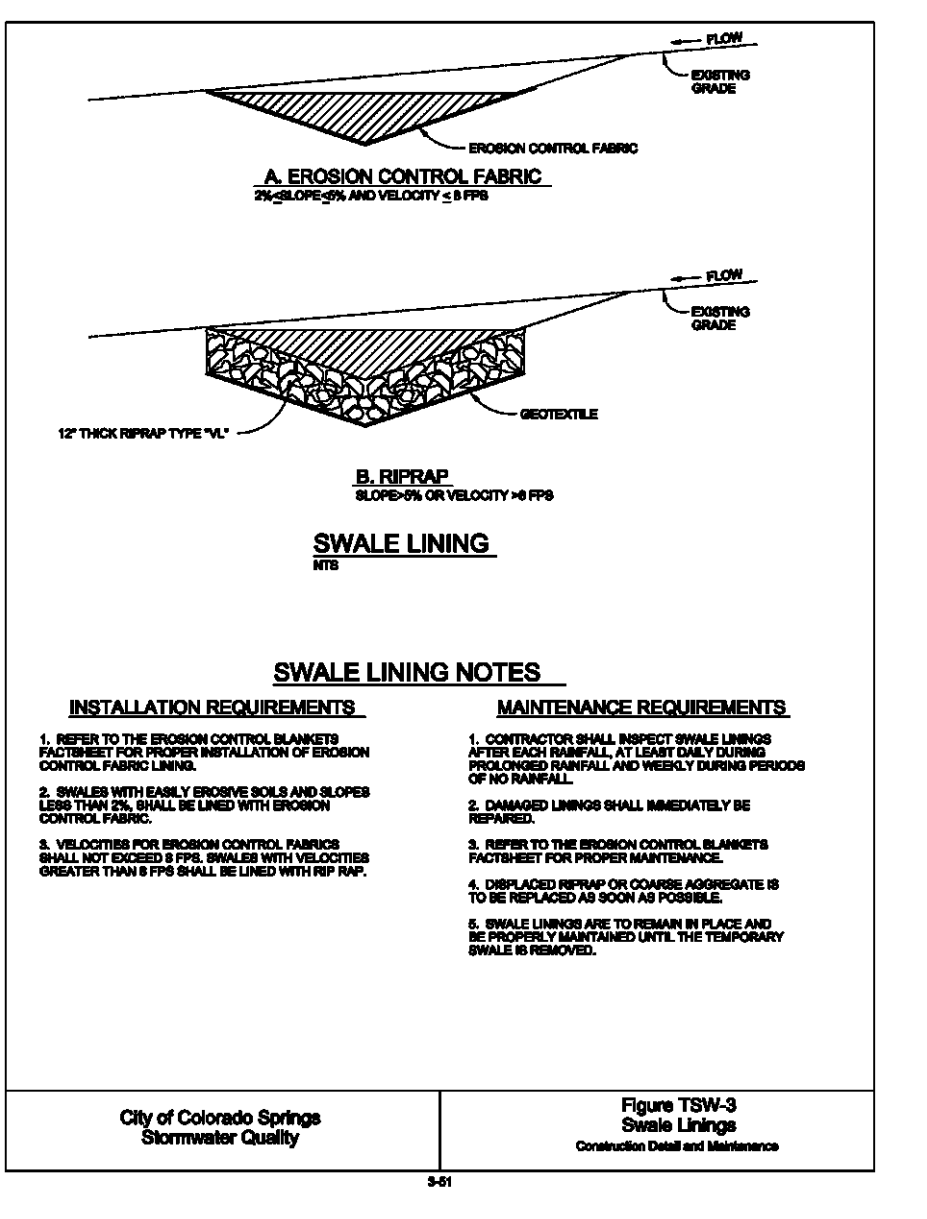 FLOW
EXISTING
GRADE
EROSION CONTROL FABRIC
A. EROSION CONTROL FABRIC
2%≤SLOPE≤5% AND VELOCITY ≤ 8 FPS
FLOW
EXISTING
GRADE
GEOTEXTILE
12" THICK RIPRAP TYPE "VL"
B. RIPRAP
SLOPE>5% OR VELOCITY >8 FPS
SWALE LINING
NTS
SWALE LINING NOTES
INSTALLATION REQUIREMENTS
1. REFER TO THE EROSION CONTROL BLANKETS
FACTSHEET FOR PROPER INSTALLATION OF EROSION
CONTROL FABRIC LINING.
2. SWALES WITH EASILY EROSIVE SOILS AND SLOPES
LESS THAN 2%, SHALL BE LINED WITH EROSION
CONTROL FABRIC.
3. VELOCITIES FOR EROSION CONTROL FABRICS
SHALL NOT EXCEED 8 FPS. SWALES WITH VELOCITIES
GREATER THAN 8 FPS SHALL BE LINED WITH RIP RAP.
MAINTENANCE REQUIREMENTS
1. CONTRACTOR SHALL INSPECT SWALE LININGS
AFTER EACH RAINFALL, AT LEAST DAILY DURING
PROLONGED RAINFALL AND WEEKLY DURING PERIODS
OF NO RAINFALL.
2. DAMAGED LININGS SHALL IMMEDIATELY BE
REPAIRED.
3. REFER TO THE EROSION CONTROL BLANKETS
FACTSHEET FOR PROPER MAINTENANCE.
4. DISPLACED RIPRAP OR COARSE AGGREGATE IS
TO BE REPLACED AS SOON AS POSSIBLE.
5. SWALE LININGS ARE TO REMAIN IN PLACE AND
BE PROPERLY MAINTAINED UNTIL THE TEMPORARY
SWALE IS REMOVED.
City of Colorado Springs
Stormwater Quality
Figure TSW-3
Swale Linings
Construction Detail and Maintenance
3-51